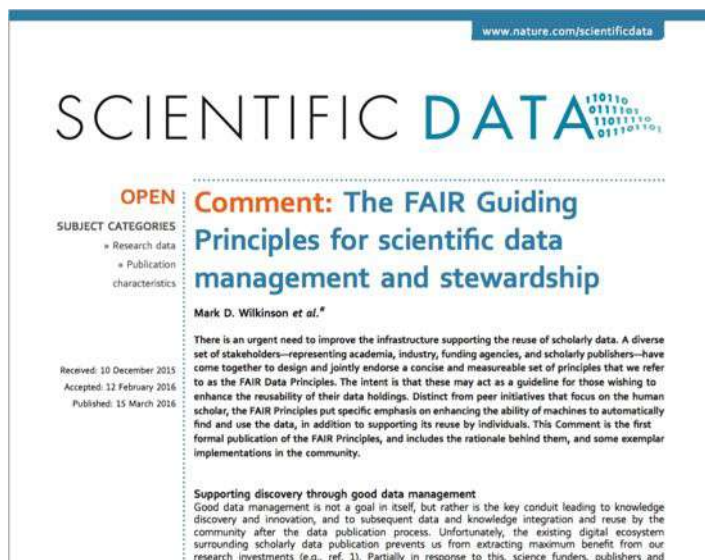 www.nature.com/scientificdata
SCIENTIFIC DATA
110110
0111101
11011110
011101101
OPEN
SUBJECT CATEGORIES
» Research data
» Publication
characteristics
Received: 10 December 2015
Accepted: 12 February 2016
Published: 15 March 2016
Comment: The FAIR Guiding
Principles for scientific data
management and stewardship
Mark D. Wilkinson et al.#
There is an urgent need to improve the infrastructure supporting the reuse of scholarly data. A diverse
set of stakeholders—representing academia, industry, funding agencies, and scholarly publishers—have
come together to design and jointly endorse a concise and measureable set of principles that we refer
to as the FAIR Data Principles. The intent is that these may act as a guideline for those wishing to
enhance the reusability of their data holdings. Distinct from peer initiatives that focus on the human
scholar, the FAIR Principles put specific emphasis on enhancing the ability of machines to automatically
find and use the data, in addition to supporting its reuse by individuals. This Comment is the first
formal publication of the FAIR Principles, and includes the rationale behind them, and some exemplar
implementations in the community.
Supporting discovery through good data management
Good data management is not a goal in itself, but rather is the key conduit leading to knowledge
discovery and innovation, and to subsequent data and knowledge integration and reuse by the
community after the data publication process. Unfortunately, the existing digital ecosystem
surrounding scholarly data publication prevents us from extracting maximum benefit from our
research investments (e.g., ref. 1). Partially in response to this, science funders, publishers and